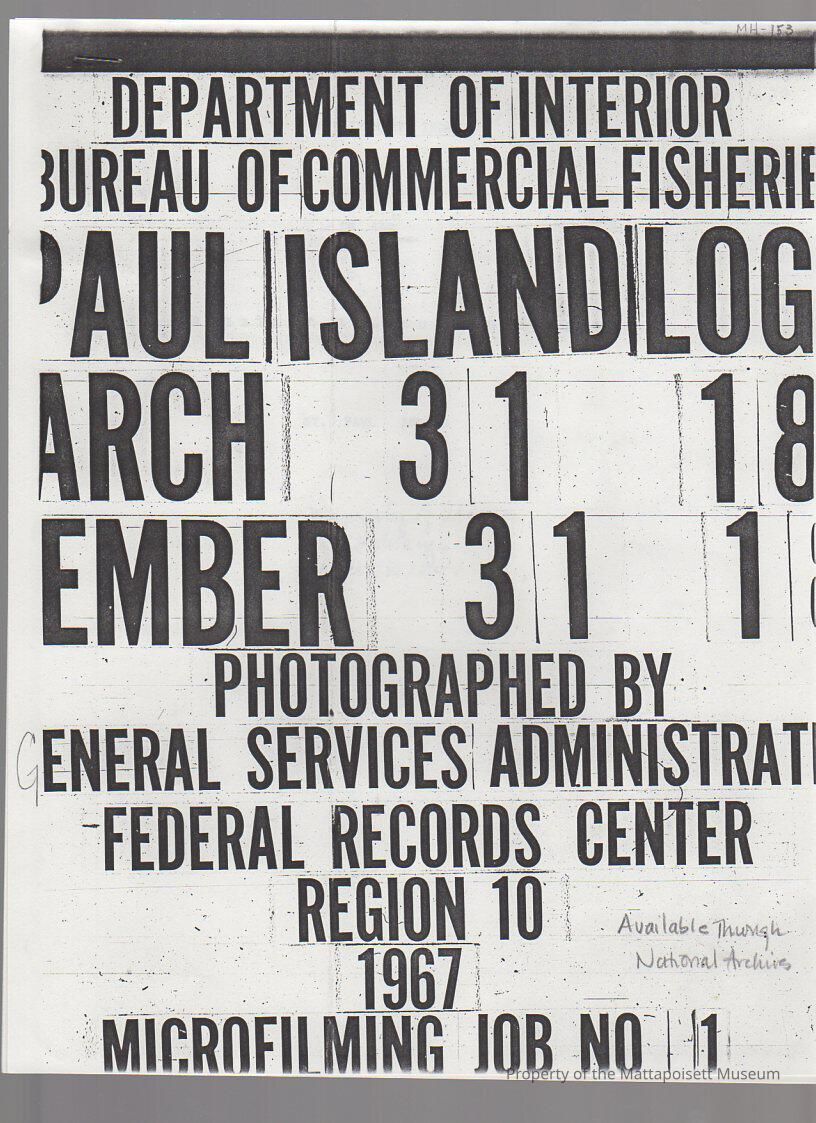 MH-153
DEPARTMENT OF INTERIOR
BUREAU OF COMMERCIAL FISHERIE
PAUL ISLAND LOG
ARCH 31 18
EMBER 31 18
PHOTOGRAPHED BY
GENERAL SERVICES ADMINISTRATI
FEDERAL RECORDS CENTER
REGION 10
Available Through
National Archives
1967
MICROFILMING JOB NO 1
Property of the Mattapoisett Museum